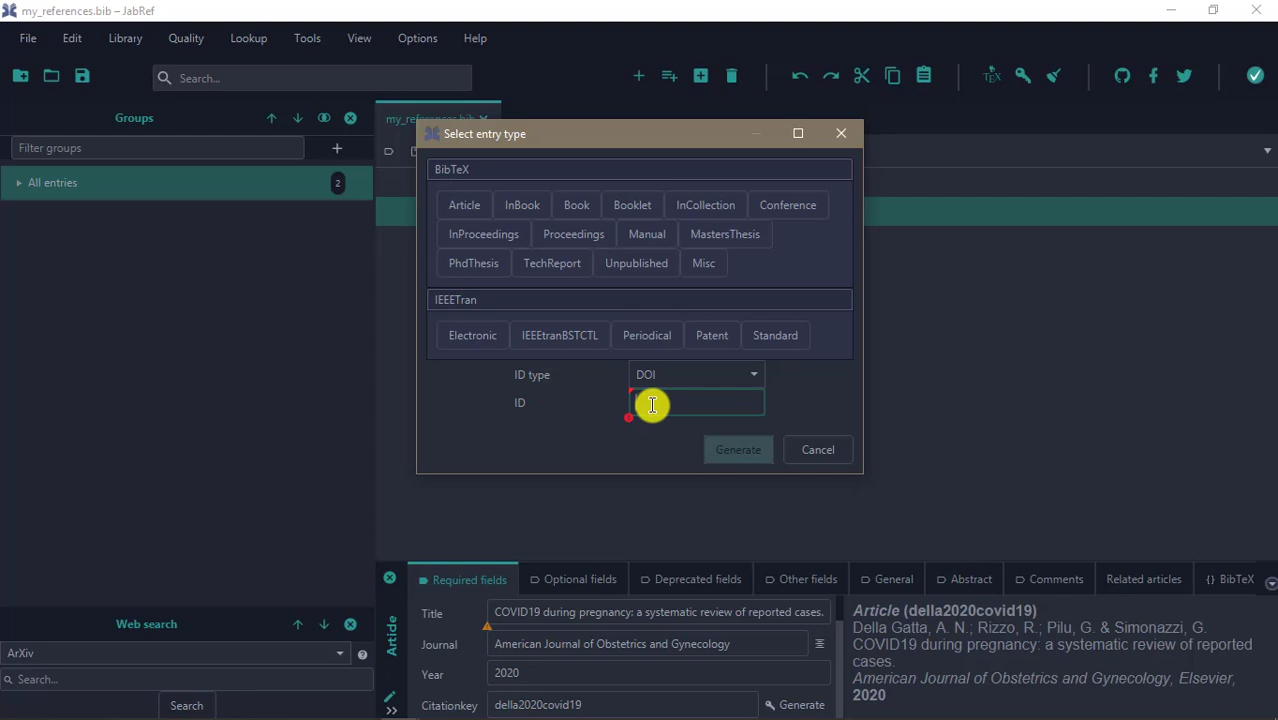 my_references.bib – JabRef
File Edit Library Quality Lookup Tools View Options Help
Search...
Groups
Filter groups
All entries 2
my_references.bib
Select entry type
BibTeX
Article InBook Book Booklet InCollection Conference
InProceedings Proceedings Manual MastersThesis
PhdThesis TechReport Unpublished Misc
IEEETran
Electronic IEEEtranBSTCTL Periodical Patent Standard
ID type DOI
ID
Generate Cancel
Required fields Optional fields Deprecated fields Other fields General Abstract Comments Related articles {} BibTeX
Article
Title COVID19 during pregnancy: a systematic review of reported cases.
Journal American Journal of Obstetrics and Gynecology
Year 2020
Citationkey della2020covid19 Generate
Article (della2020covid19)
Della Gatta, A. N.; Rizzo, R.; Pilu, G. & Simonazzi, G.
COVID19 during pregnancy: a systematic review of reported
cases.
American Journal of Obstetrics and Gynecology, Elsevier,
2020
Web search
ArXiv
Search...
Search